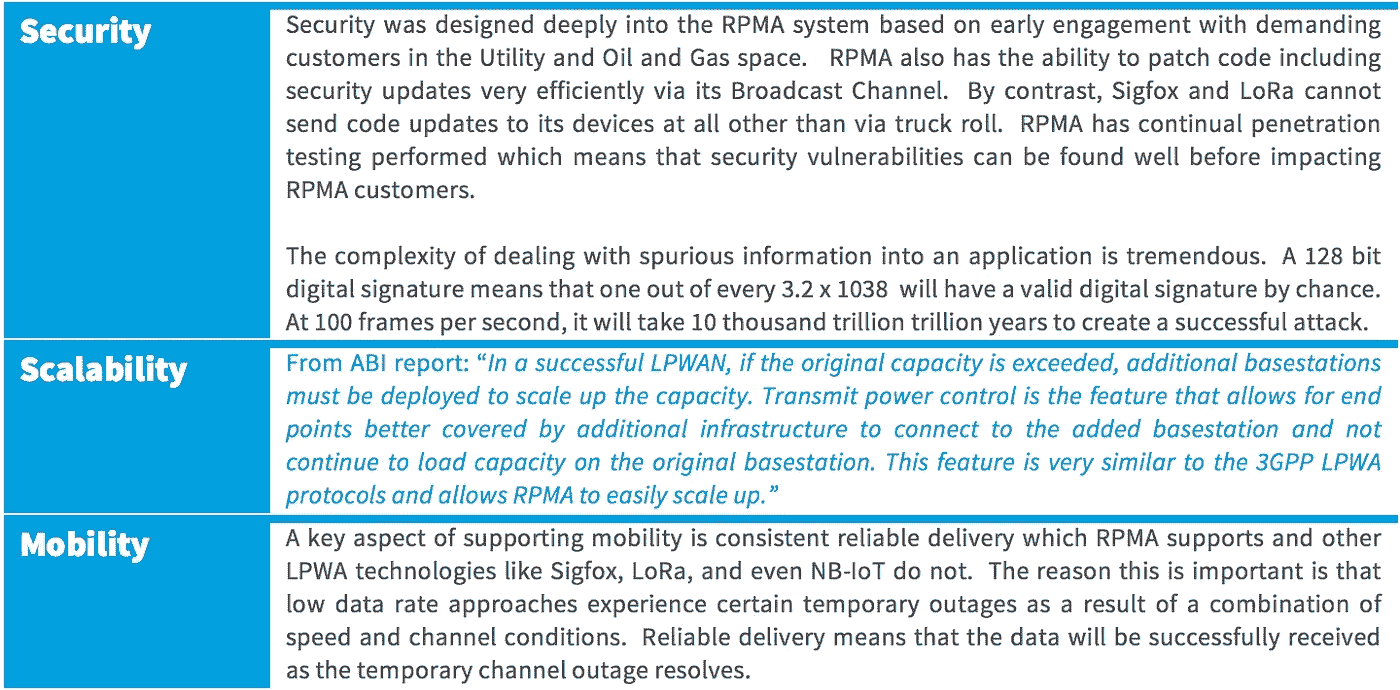 Security
Security was designed deeply into the RPMA system based on early engagement with demanding
customers in the Utility and Oil and Gas space. RPMA also has the ability to patch code including
security updates very efficiently via its Broadcast Channel. By contrast, Sigfox and LoRa cannot
send code updates to its devices at all other than via truck roll. RPMA has continual penetration
testing performed which means that security vulnerabilities can be found well before impacting
RPMA customers.
The complexity of dealing with spurious information into an application is tremendous. A 128 bit
digital signature means that one out of every 3.2 x 1038 will have a valid digital signature by chance.
At 100 frames per second, it will take 10 thousand trillion trillion years to create a successful attack.
Scalability
From ABI report: “In a successful LPWAN, if the original capacity is exceeded, additional basestations
must be deployed to scale up the capacity. Transmit power control is the feature that allows for end
points better covered by additional infrastructure to connect to the added basestation and not
continue to load capacity on the original basestation. This feature is very similar to the 3GPP LPWA
protocols and allows RPMA to easily scale up.”
Mobility
A key aspect of supporting mobility is consistent reliable delivery which RPMA supports and other
LPWA technologies like Sigfox, LoRa, and even NB-IoT do not. The reason this is important is that
low data rate approaches experience certain temporary outages as a result of a combination of
speed and channel conditions. Reliable delivery means that the data will be successfully received
as the temporary channel outage resolves.